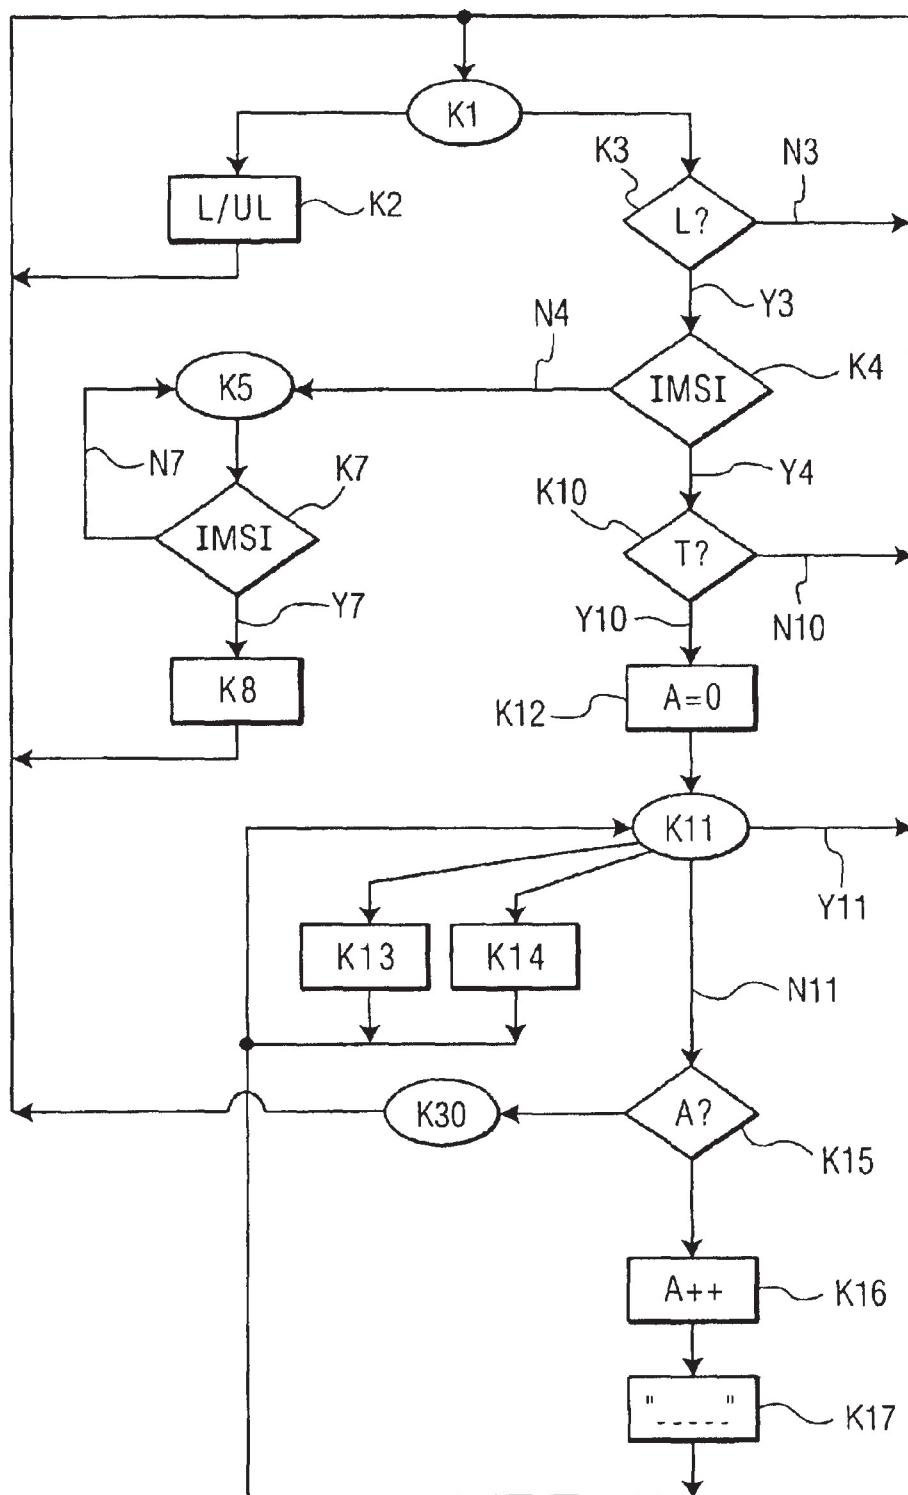 K1
K3
N3
L/UL
K2
L?
Y3
N4
K5
IMSI
K4
N7
K7
Y4
K10
IMSI
T?
Y7
Y10
N10
K8
K12
A=0
K11
Y11
K13
K14
N11
K30
A?
K15
A++
K16
"_ _ _ _ _"
K17